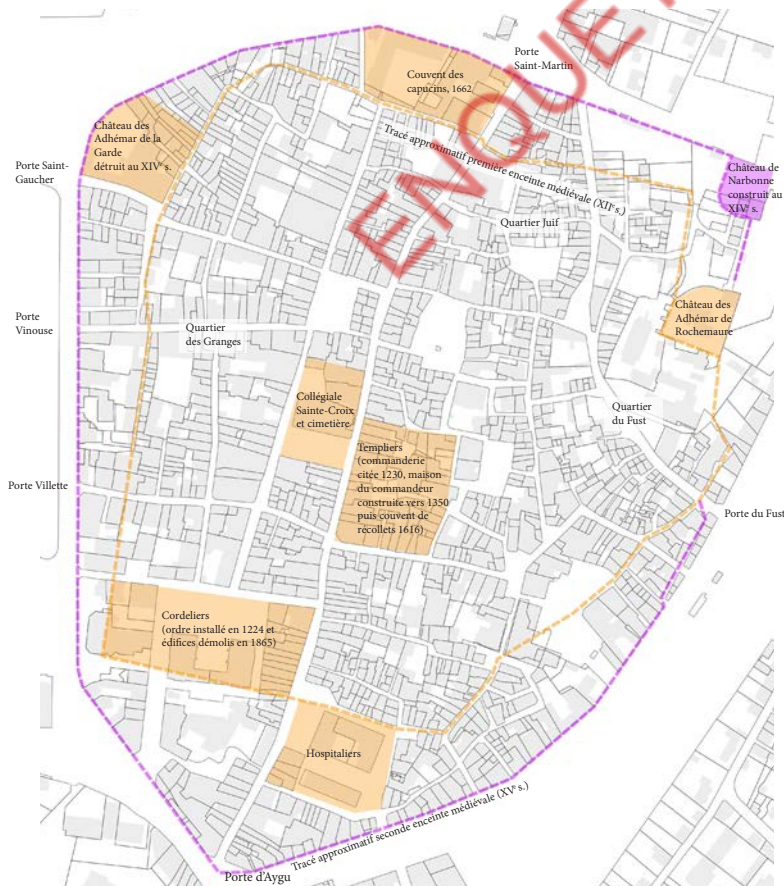 ENQUE
Porte
Saint-Martin
Couvent des
capucins, 1662
Château des
Adhémar de la
Garde
détruit au XIVe s.
Porte Saint-
Gaucher
Tracé approximatif première enceinte médiévale (XIIe s.)
Château de
Narbonne
construit au
XIVe s.
Quartier Juif
Château des
Adhémar de
Rochemaure
Porte
Vinouse
Quartier
des Granges
Collégiale
Sainte-Croix
et cimetière
Quartier
du Fust
Templiers
(commanderie
citée 1230, maison
du commandeur
construite vers 1350
puis couvent de
récollets 1616)
Porte Villette
Porte du Fust
Cordeliers
(ordre installé en 1224 et
édifices démolis en 1865)
Hospitaliers
Tracé approximatif seconde enceinte médiévale (XVe s.)
Porte d'Aygu